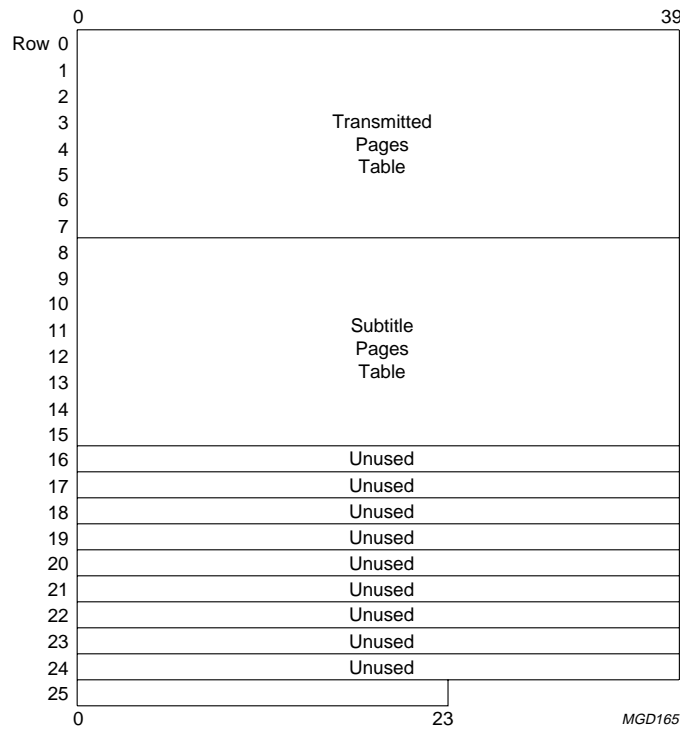 0 39
Row 0
1
2
3 Transmitted
4 Pages
5 Table
6
7
8
9
10
11 Subtitle
12 Pages
13 Table
14
15
16 Unused
17 Unused
18 Unused
19 Unused
20 Unused
21 Unused
22 Unused
23 Unused
24 Unused
25
0 23 MGD165